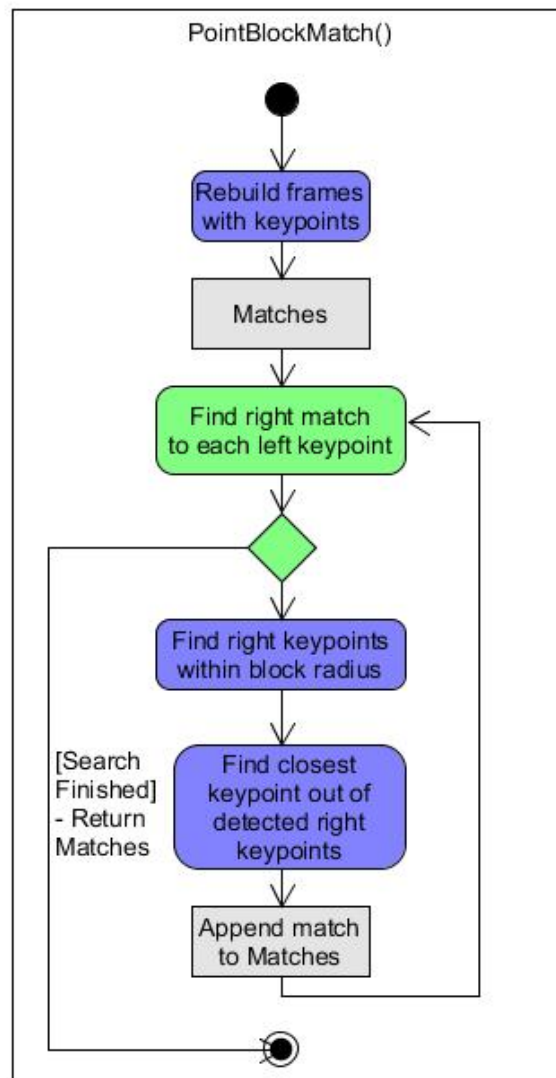 PointBlockMatch()
Rebuild frames
with keypoints
Matches
Find right match
to each left keypoint
Find right keypoints
within block radius
[Search
Finished]
- Return
Matches
Find closest
keypoint out of
detected right
keypoints
Append match
to Matches